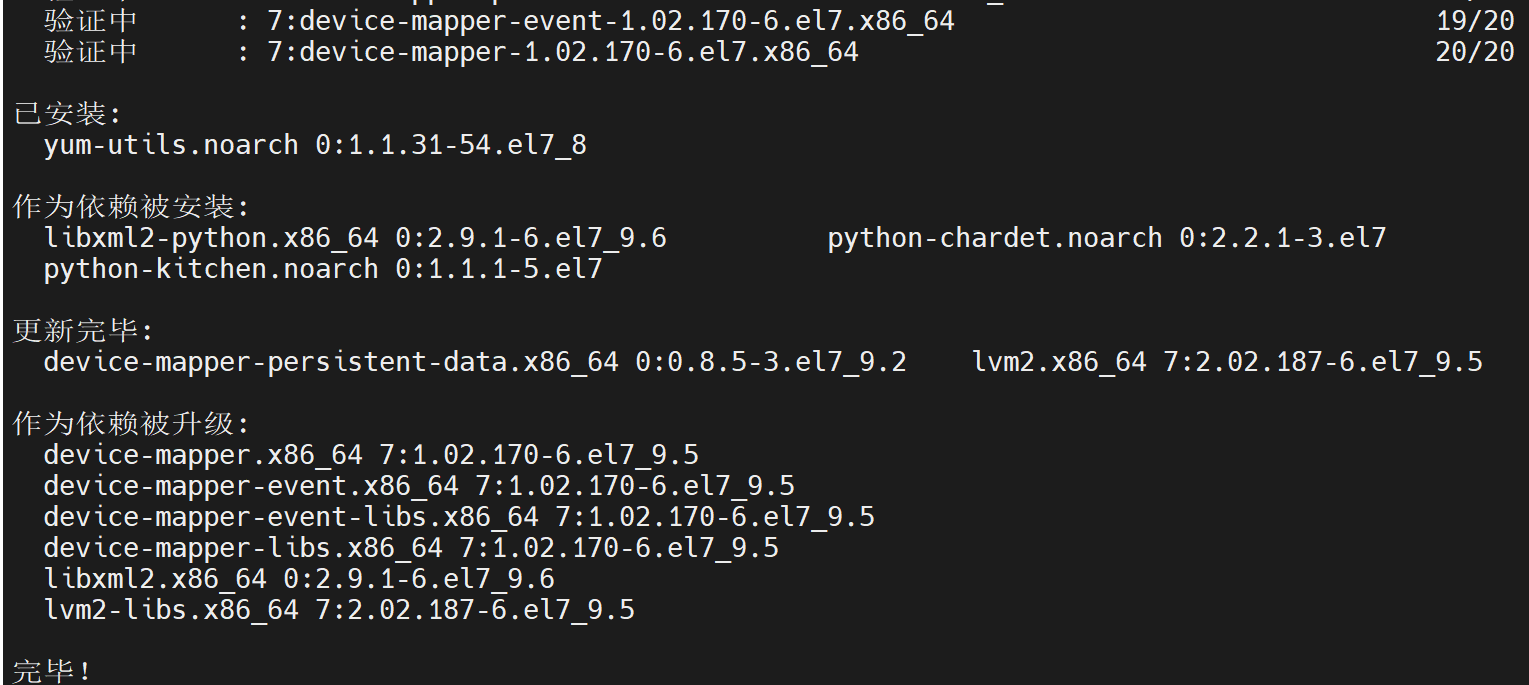 验证中      : 7:device-mapper-event-1.02.170-6.el7.x86_64 19/20
验证中      : 7:device-mapper-1.02.170-6.el7.x86_64 20/20
已安装:
yum-utils.noarch 0:1.1.31-54.el7_8
作为依赖被安装:
libxml2-python.x86_64 0:2.9.1-6.el7_9.6 python-chardet.noarch 0:2.2.1-3.el7
python-kitchen.noarch 0:1.1.1-5.el7
更新完毕:
device-mapper-persistent-data.x86_64 0:0.8.5-3.el7_9.2 lvm2.x86_64 7:2.02.187-6.el7_9.5
作为依赖被升级:
device-mapper.x86_64 7:1.02.170-6.el7_9.5
device-mapper-event.x86_64 7:1.02.170-6.el7_9.5
device-mapper-event-libs.x86_64 7:1.02.170-6.el7_9.5
device-mapper-libs.x86_64 7:1.02.170-6.el7_9.5
libxml2.x86_64 0:2.9.1-6.el7_9.6
lvm2-libs.x86_64 7:2.02.187-6.el7_9.5
完毕!